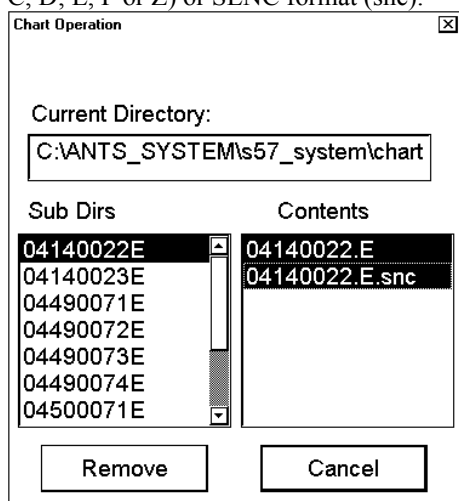 C, D, E, F or Z) or SENC format (snc).
Chart Operation
Current Directory:
C:\ANTS_SYSTEM\s57_system\chart
Sub Dirs
Contents
04140022E
04140023E
04490071E
04490072E
04490073E
04490074E
04500071E
04140022.E
04140022.E.snc
Remove
Cancel